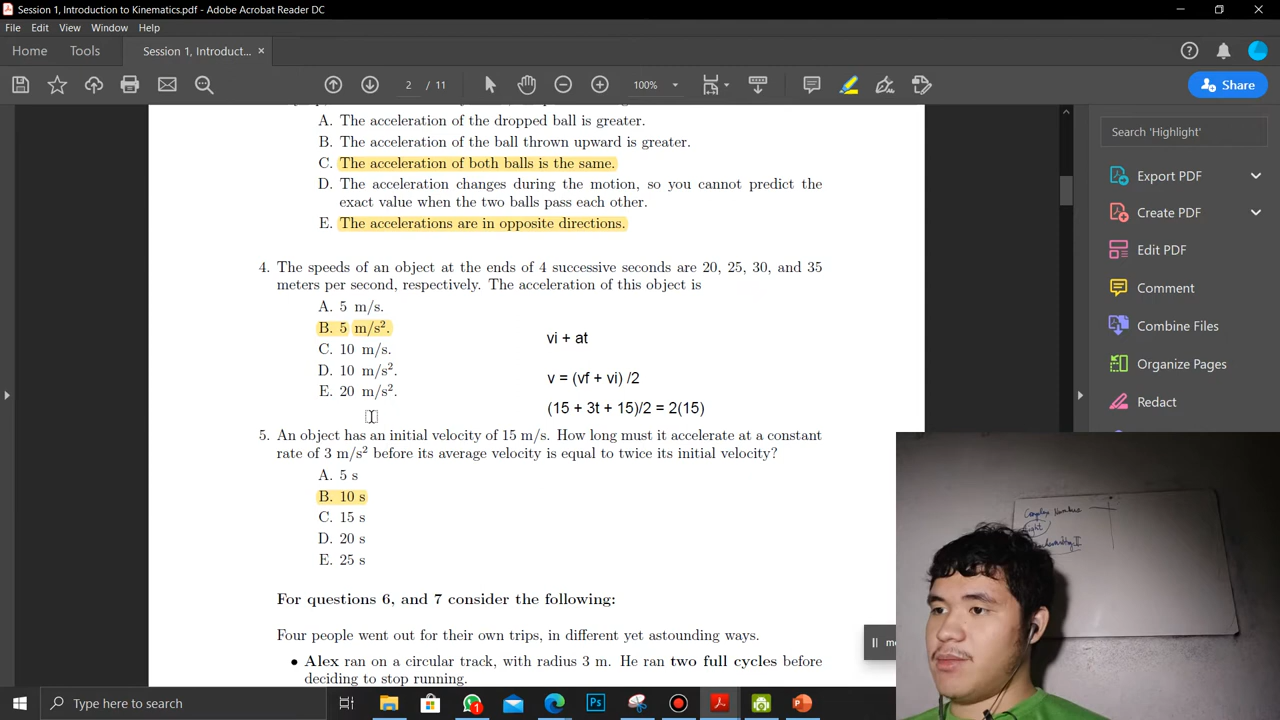 Session 1, Introduction to Kinematics.pdf - Adobe Acrobat Reader DC
File Edit View Window Help
Home Tools Session 1, Introduct... ×
2 / 11 100% Share
A. The acceleration of the dropped ball is greater.
B. The acceleration of the ball thrown upward is greater.
C. The acceleration of both balls is the same.
D. The acceleration changes during the motion, so you cannot predict the
exact value when the two balls pass each other.
E. The accelerations are in opposite directions.
4. The speeds of an object at the ends of 4 successive seconds are 20, 25, 30, and 35
meters per second, respectively. The acceleration of this object is
A. 5 m/s.
B. 5 m/s².
C. 10 m/s.
D. 10 m/s².
E. 20 m/s².
vi + at
v = (vf + vi) /2
(15 + 3t + 15)/2 = 2(15)
5. An object has an initial velocity of 15 m/s. How long must it accelerate at a constant
rate of 3 m/s² before its average velocity is equal to twice its initial velocity?
A. 5 s
B. 10 s
C. 15 s
D. 20 s
E. 25 s
For questions 6, and 7 consider the following:
Four people went out for their own trips, in different yet astounding ways.
• Alex ran on a circular track, with radius 3 m. He ran two full cycles before
deciding to stop running.
Search 'Highlight'
Export PDF
Create PDF
Edit PDF
Comment
Combine Files
Organize Pages
Redact
Complex
Type here to search